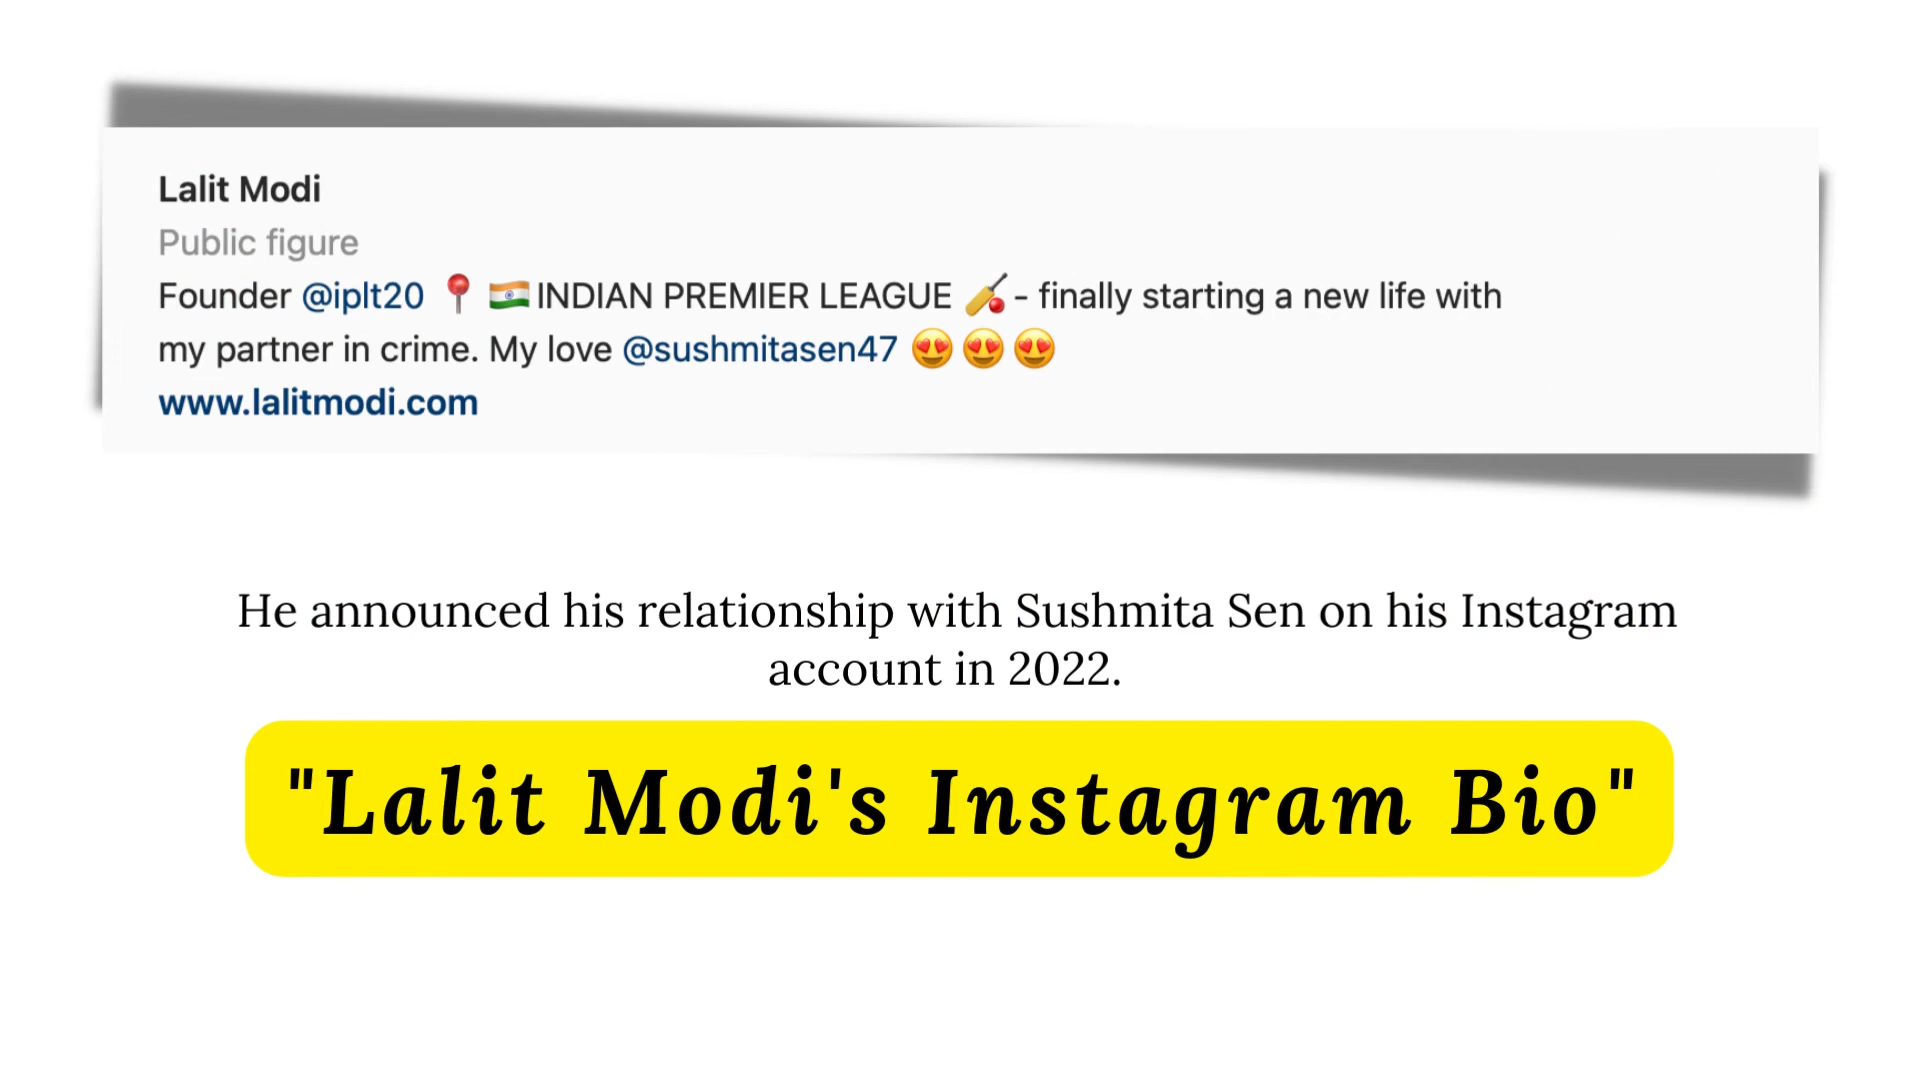 Lalit Modi
Public figure
Founder @iplt20 📍 🇮🇳INDIAN PREMIER LEAGUE 🏏- finally starting a new life with
my partner in crime. My love @sushmitasen47 😍😍😍
www.lalitmodi.com
He announced his relationship with Sushmita Sen on his Instagram
account in 2022.
"Lalit Modi's Instagram Bio"